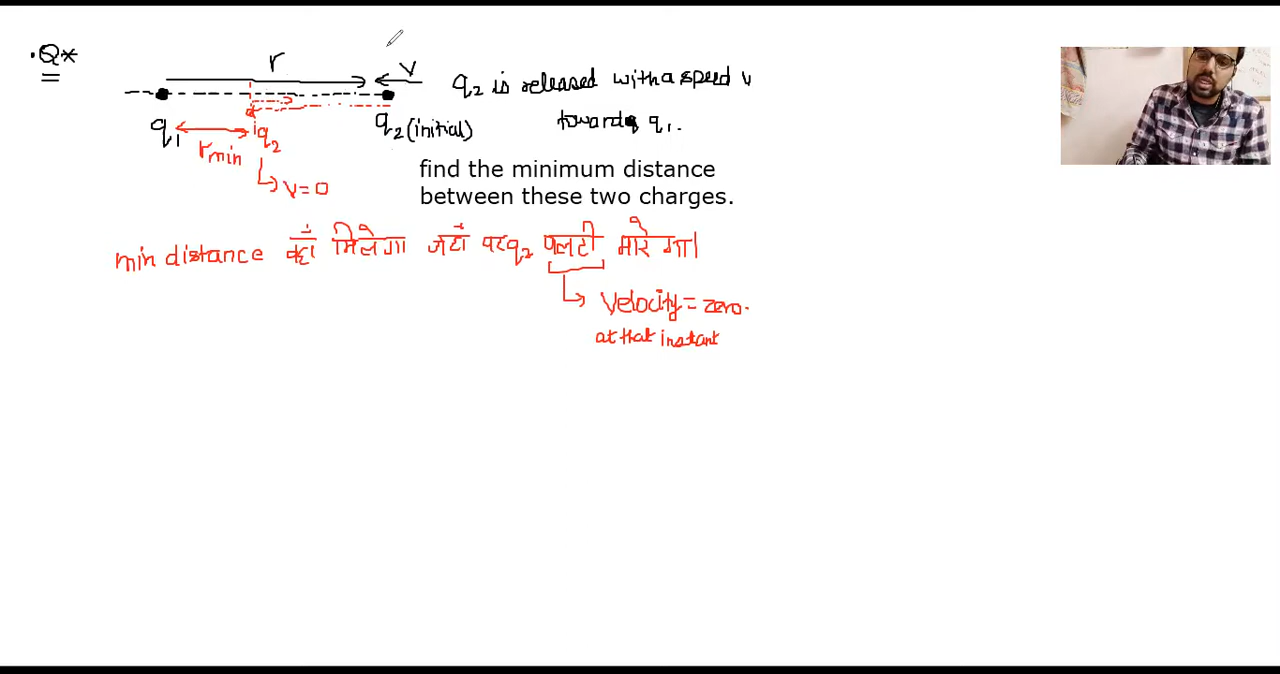 .Q*
r
v
q₂ is released with a speed v
towards q₁.
q₁
q₂ (initial)
rmin
q₂
v=0
find the minimum distance
between these two charges.
min distance कहां मिलेगा जहां पर q₂ पलटी मारेगा।
Velocity = zero.
at that instant